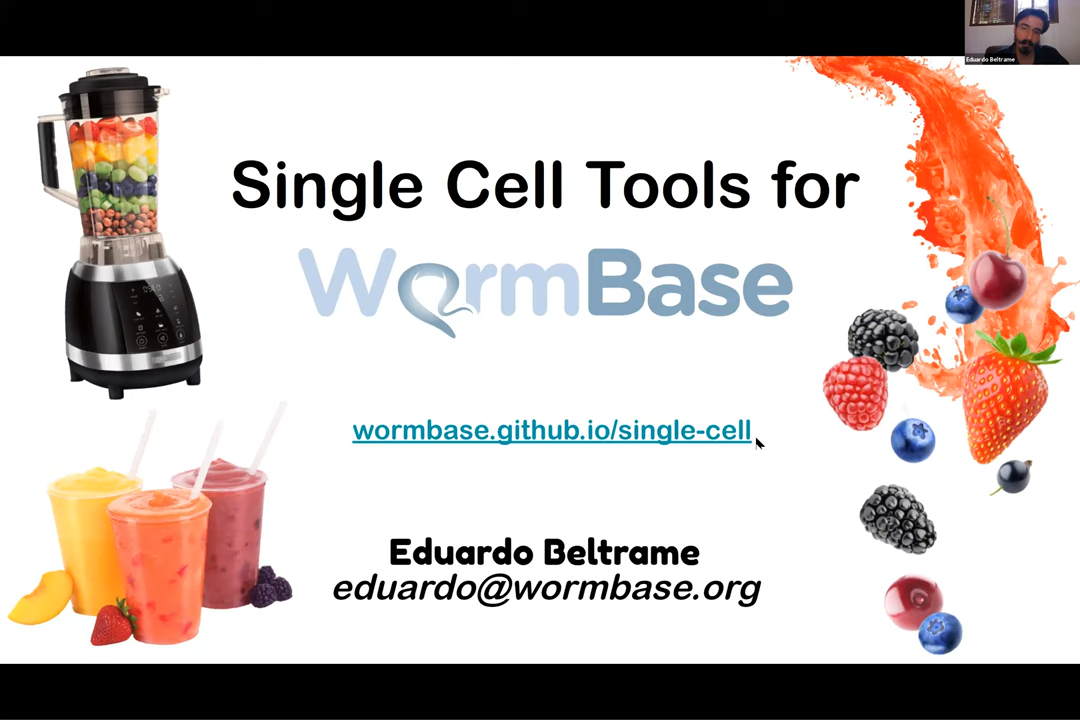 Eduardo Beltrame
Single Cell Tools for
WormBase
wormbase.github.io/single-cell
Eduardo Beltrame
eduardo@wormbase.org